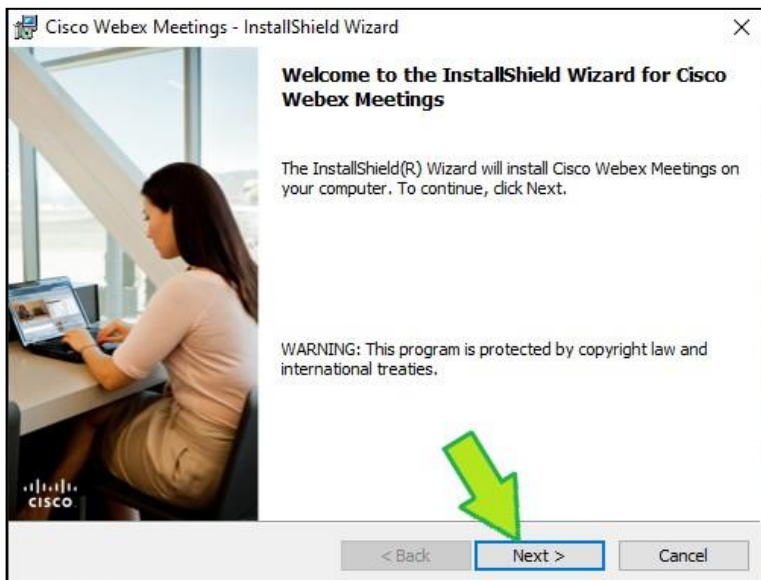 Cisco Webex Meetings - InstallShield Wizard
Welcome to the InstallShield Wizard for Cisco
Webex Meetings
The InstallShield(R) Wizard will install Cisco Webex Meetings on
your computer. To continue, click Next.
WARNING: This program is protected by copyright law and
international treaties.
CISCO
< Back
Next >
Cancel